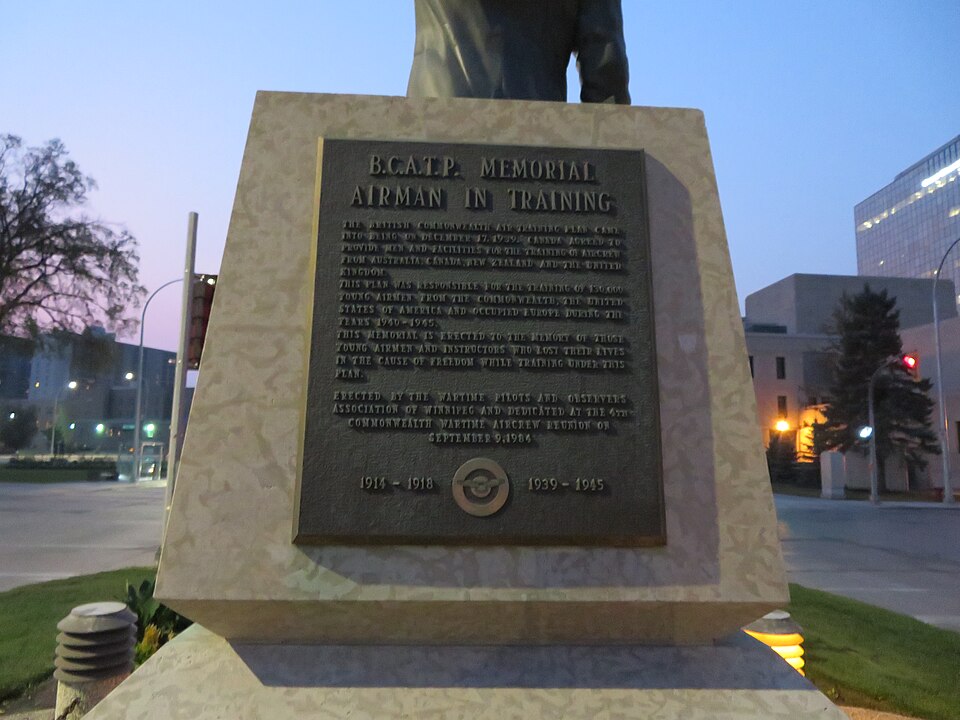 B.C.A.T.P. MEMORIAL
AIRMAN IN TRAINING
THE BRITISH COMMONWEALTH AIR TRAINING PLAN CAME
INTO BEING ON DECEMBER 17, 1939. CANADA AGREED TO
PROVIDE MEN AND FACILITIES FOR THE TRAINING OF AIRCREW
FROM AUSTRALIA, CANADA, NEW ZEALAND AND THE UNITED
KINGDOM.
THIS PLAN WAS RESPONSIBLE FOR THE TRAINING OF 130,000
YOUNG AIRMEN FROM THE COMMONWEALTH, THE UNITED
STATES OF AMERICA AND OCCUPIED EUROPE DURING THE
YEARS 1940-1945.
THIS MEMORIAL IS ERECTED TO THE MEMORY OF THOSE
YOUNG AIRMEN AND INSTRUCTORS WHO LOST THEIR LIVES
IN THE CAUSE OF FREEDOM WHILE TRAINING UNDER THIS
PLAN.
ERECTED BY THE WARTIME PILOTS AND OBSERVERS
ASSOCIATION OF WINNIPEG AND DEDICATED AT THE 4TH
COMMONWEALTH WARTIME AIRCREW REUNION ON
SEPTEMBER 9, 1984
1914 - 1918 1939 - 1945